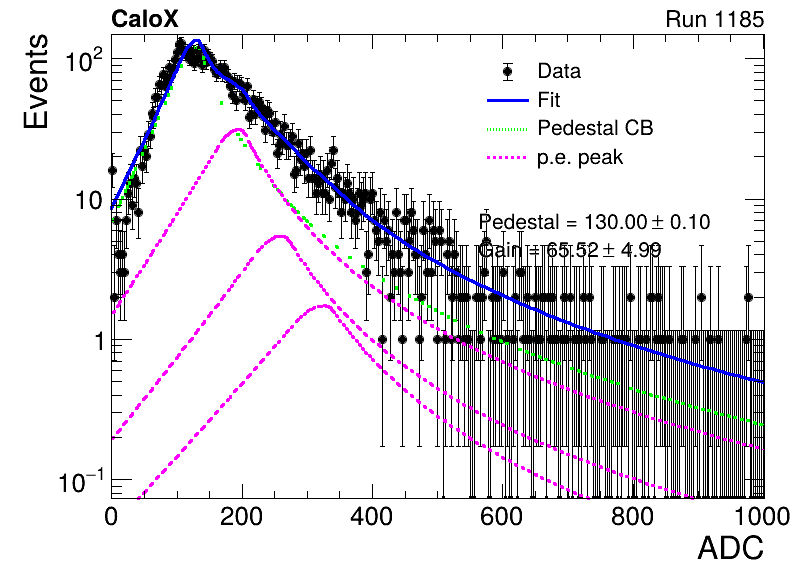 CaloX
Run 1185
Events
10²
10
1
10⁻¹
Data
Fit
Pedestal CB
p.e. peak
Pedestal = 130.00 ± 0.10
Gain = 65.52 ± 4.99
0 200 400 600 800 1000
ADC